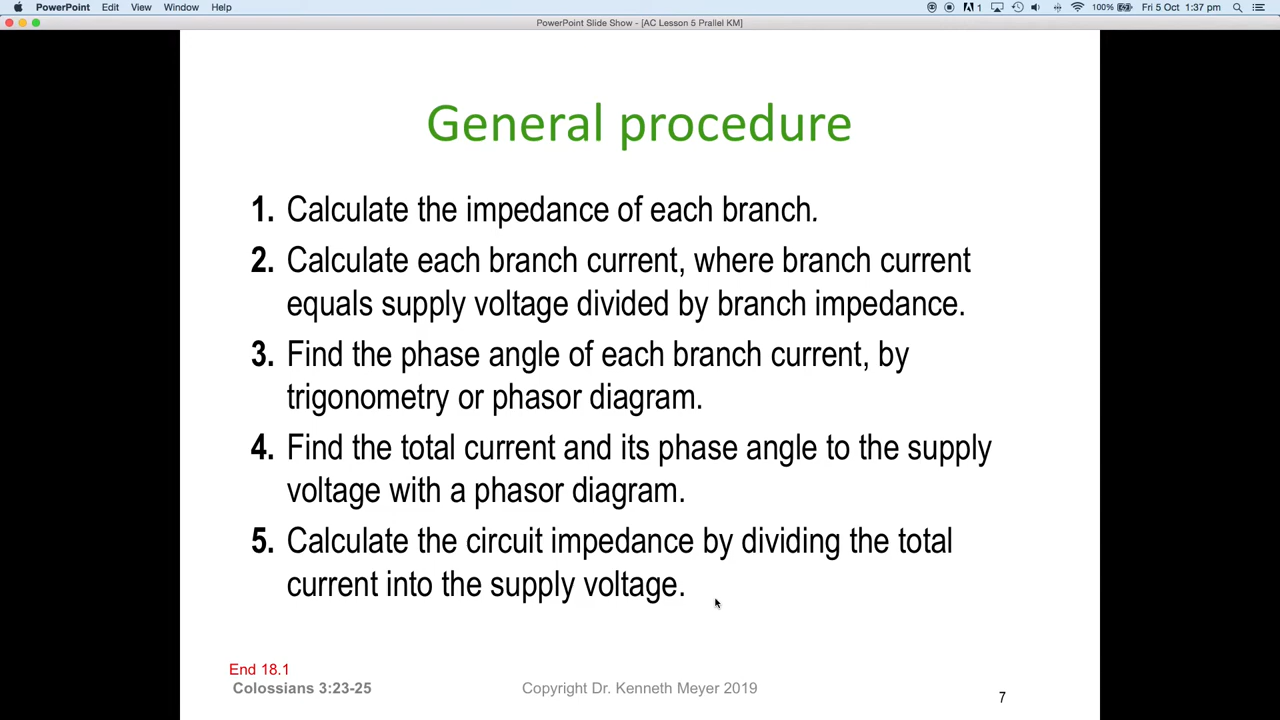 PowerPoint Edit View Window Help 1 100% Fri 5 Oct 1:37 pm
PowerPoint Slide Show - [AC Lesson 5 Prallel KM]
General procedure
1. Calculate the impedance of each branch.
2. Calculate each branch current, where branch current
equals supply voltage divided by branch impedance.
3. Find the phase angle of each branch current, by
trigonometry or phasor diagram.
4. Find the total current and its phase angle to the supply
voltage with a phasor diagram.
5. Calculate the circuit impedance by dividing the total
current into the supply voltage.
End 18.1
Colossians 3:23-25 Copyright Dr. Kenneth Meyer 2019
7